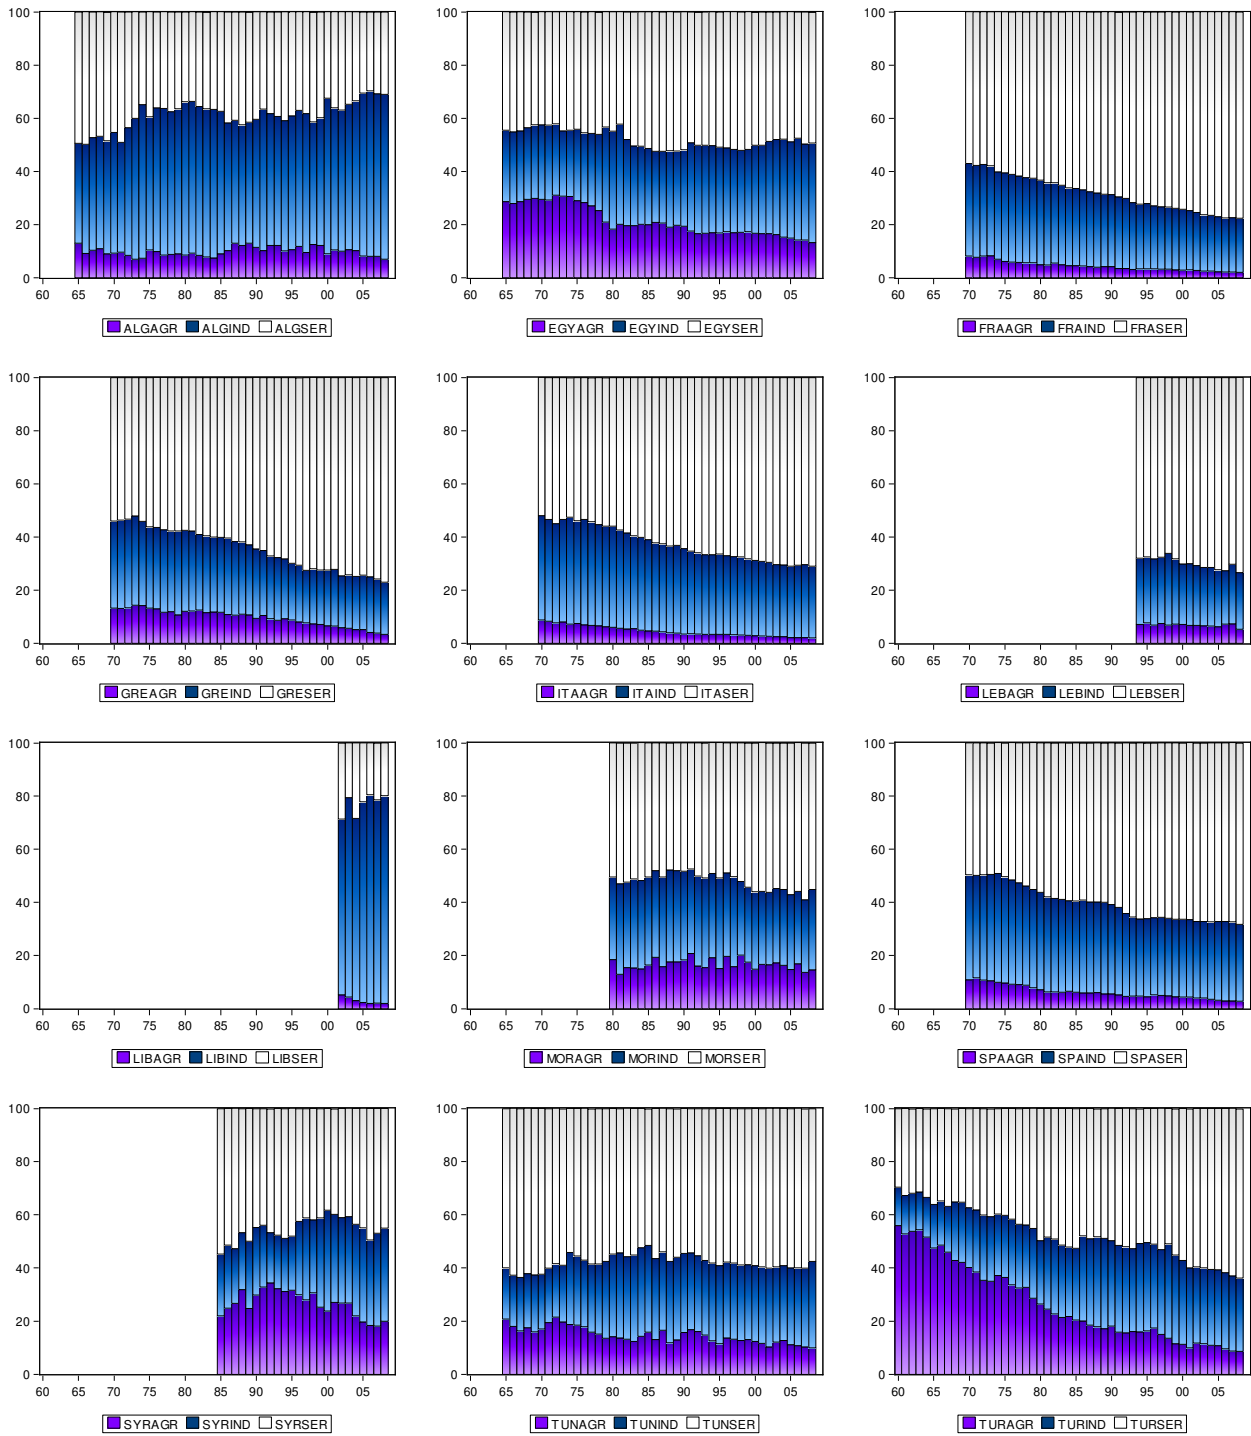 100 100 100
80 80 80
60 60 60
40 40 40
20 20 20
0 0 0
60 65 70 75 80 85 90 95 00 05 60 65 70 75 80 85 90 95 00 05 60 65 70 75 80 85 90 95 00 05
ALGAGR ALGIND ALGSER EGYAGR EGYIND EGYSER FRAAGR FRAIND FRASER
100 100 100
80 80 80
60 60 60
40 40 40
20 20 20
0 0 0
60 65 70 75 80 85 90 95 00 05 60 65 70 75 80 85 90 95 00 05 60 65 70 75 80 85 90 95 00 05
GREAGR GREIND GRESER ITAAGR ITAIND ITASER LEBAGR LEBIND LEBSER
100 100 100
80 80 80
60 60 60
40 40 40
20 20 20
0 0 0
60 65 70 75 80 85 90 95 00 05 60 65 70 75 80 85 90 95 00 05 60 65 70 75 80 85 90 95 00 05
LIBAGR LIBIND LIBSER MORAGR MORIND MORSER SPAAGR SPAIND SPASER
100 100 100
80 80 80
60 60 60
40 40 40
20 20 20
0 0 0
60 65 70 75 80 85 90 95 00 05 60 65 70 75 80 85 90 95 00 05 60 65 70 75 80 85 90 95 00 05
SYRAGR SYRIND SYRSER TUNAGR TUNIND TUNSER TURAGR TURIND TURSER